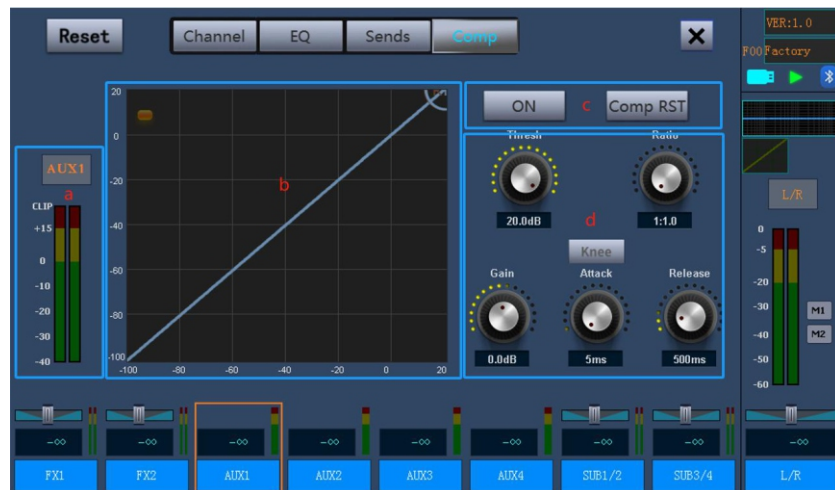 Reset
Channel
EQ
Sends
Comp
VER:1.0
F00 Factory
ON
c
Comp RST
Thresh
Ratio
20.0dB
1:1.0
d
Knee
Gain
Attack
Release
0.0dB
5ms
500ms
20
0
-20
-40
-60
-80
-100
-100
-80
-60
-40
-20
0
20
b
AUX1
a
CLIP
+15
0
-10
-20
-30
-40
L/R
0
-5
-20
-30
-40
-50
-60
M1
M2
-∞
-∞
-∞
-∞
-∞
-∞
-∞
-∞
-∞
FX1
FX2
AUX1
AUX2
AUX3
AUX4
SUB1/2
SUB3/4
L/R